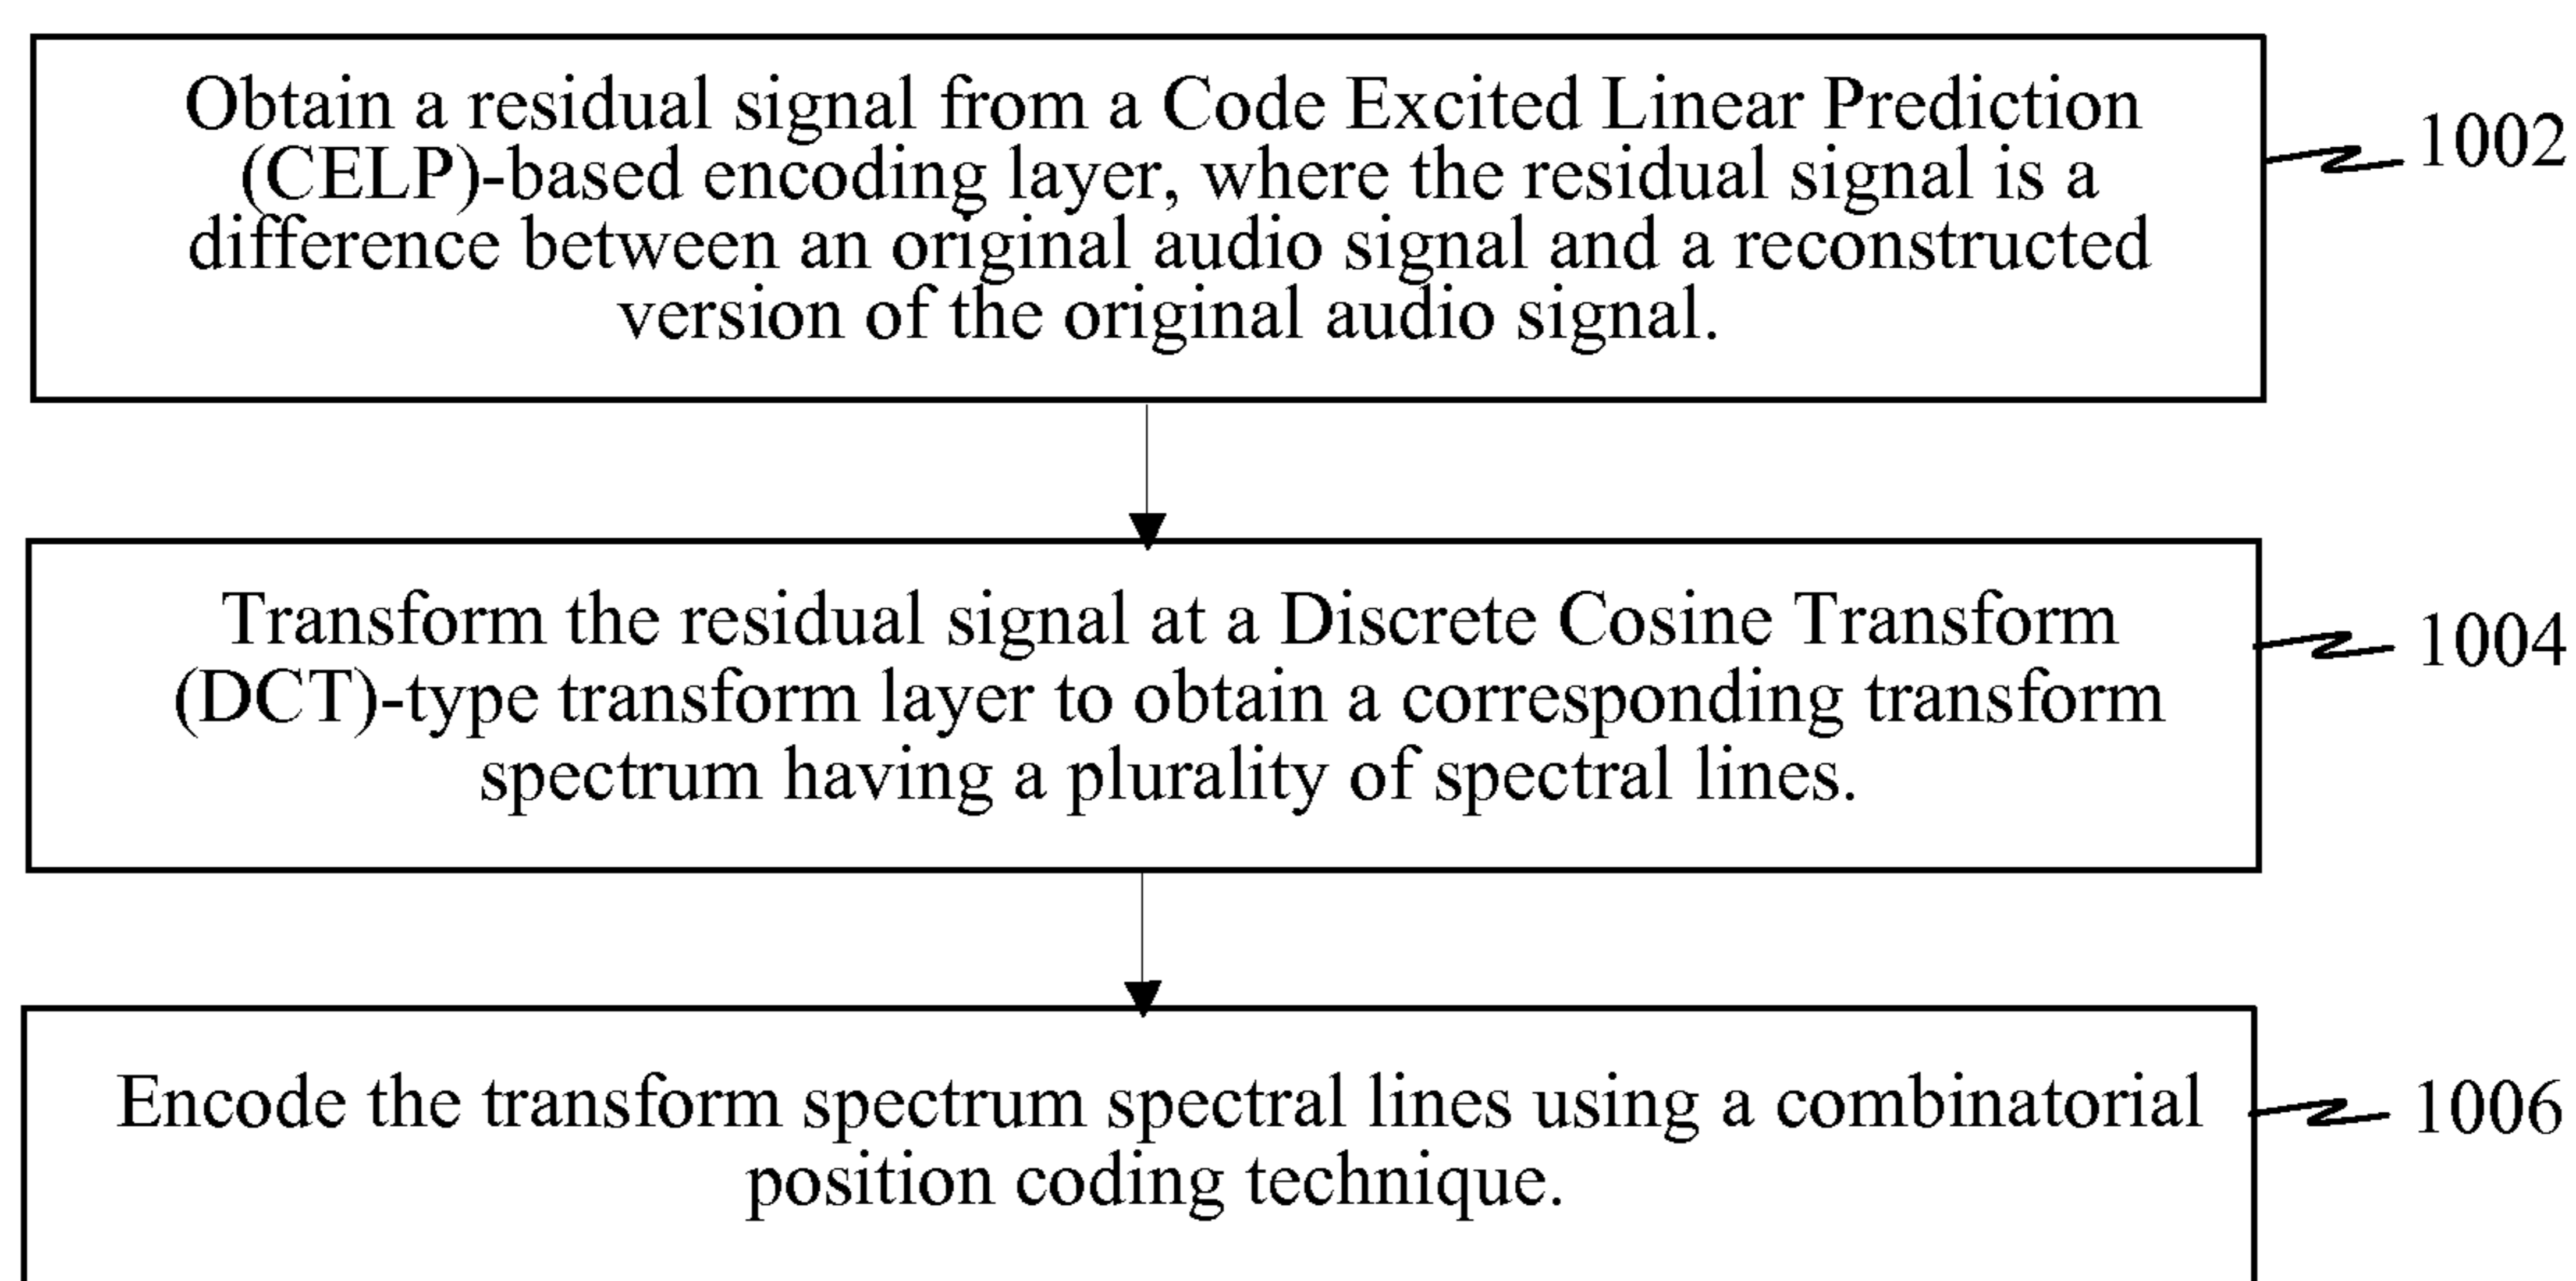 Obtain a residual signal from a Code Excited Linear Prediction
(CELP)-based encoding layer, where the residual signal is a
difference between an original audio signal and a reconstructed
version of the original audio signal.
1002
Transform the residual signal at a Discrete Cosine Transform
(DCT)-type transform layer to obtain a corresponding transform
spectrum having a plurality of spectral lines.
1004
Encode the transform spectrum spectral lines using a combinatorial
position coding technique.
1006